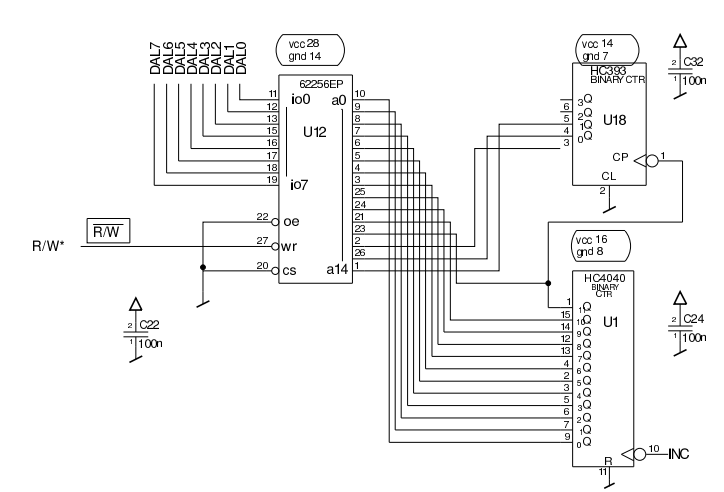 DAL7
DAL6
DAL5
DAL4
DAL3
DAL2
DAL1
DAL0
vcc 28
gnd 14
62256EP
U12
io0
io7
oe
wr
cs
a0
a14
11
12
13
15
16
17
18
19
22
27
20
10
9
8
7
6
5
4
3
25
24
21
23
2
26
1
R/W*
R/W
2
C22
1
100n
vcc 14
gnd 7
HC393
BINARY CTR
U18
3Q
2Q
1Q
0Q
6
5
4
3
CP
1
CL
2
2
C32
1
100n
vcc 16
gnd 8
HC4040
BINARY
CTR
U1
1
15
14
12
13
4
2
3
5
6
7
9
11Q
10Q
9Q
8Q
7Q
6Q
5Q
4Q
3Q
2Q
1Q
0Q
10
INC
R
11
2
C24
1
100n